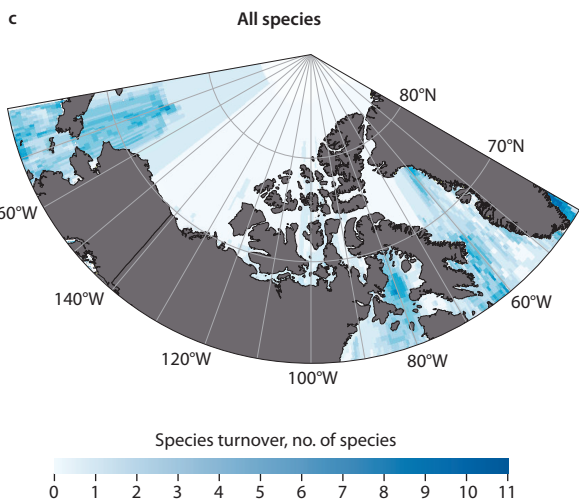 c
All species
80°N
70°N
60°W
140°W
120°W
100°W
80°W
60°W
Species turnover, no. of species
0 1 2 3 4 5 6 7 8 9 10 11